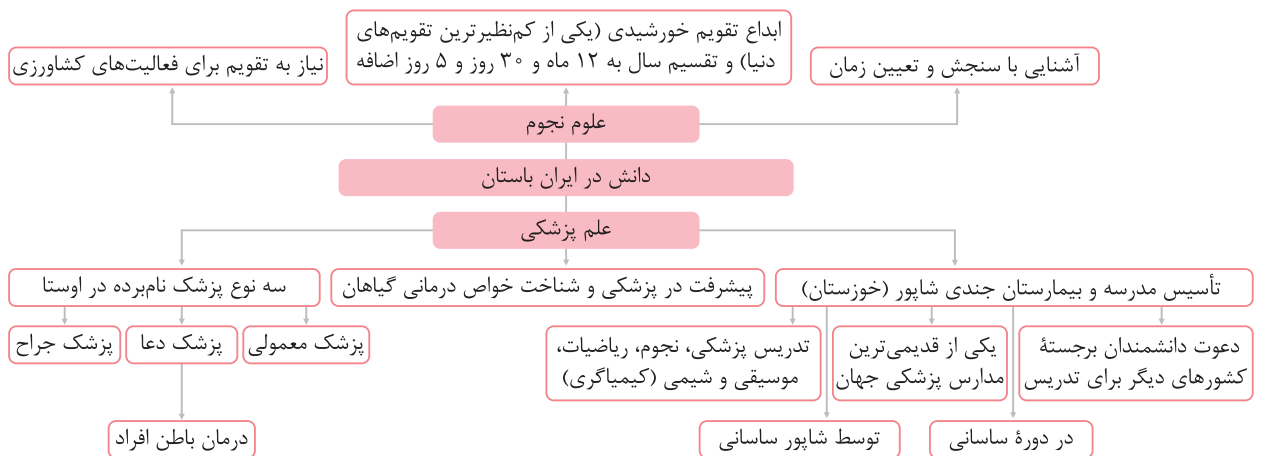 ابداع تقویم خورشیدی (یکی از کم‌نظیرترین تقویم‌های
دنیا) و تقسیم سال به ۱۲ ماه و ۳۰ روز و ۵ روز اضافه
آشنایی با سنجش و تعیین زمان
نیاز به تقویم برای فعالیت‌های کشاورزی
علوم نجوم
دانش در ایران باستان
علم پزشکی
تأسیس مدرسه و بیمارستان جندی شاپور (خوزستان)
پیشرفت در پزشکی و شناخت خواص درمانی گیاهان
سه نوع پزشک نام‌برده در اوستا
دعوت دانشمندان برجستهٔ
کشورهای دیگر برای تدریس
یکی از قدیمی‌ترین
مدارس پزشکی جهان
تدریس پزشکی، نجوم، ریاضیات،
موسیقی و شیمی (کیمیاگری)
پزشک معمولی
پزشک دعا
پزشک جراح
در دورهٔ ساسانی
توسط شاپور ساسانی
درمان باطن افراد